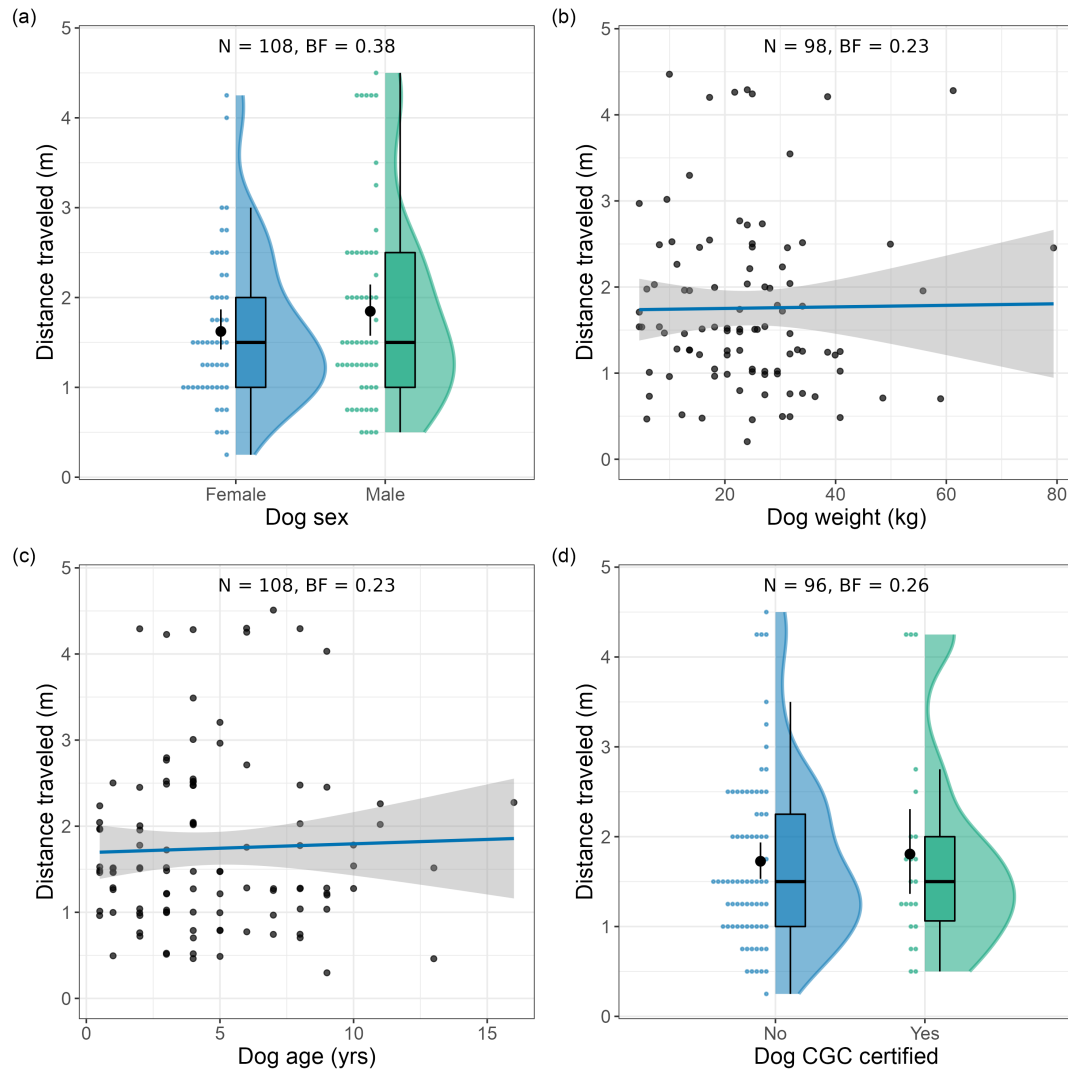 (a)
N = 108, BF = 0.38
Distance traveled (m)
5
4
3
2
1
0
Female
Male
Dog sex
(b)
N = 98, BF = 0.23
Distance traveled (m)
5
4
3
2
1
0
20
40
60
80
Dog weight (kg)
(c)
N = 108, BF = 0.23
Distance traveled (m)
5
4
3
2
1
0
0
5
10
15
Dog age (yrs)
(d)
N = 96, BF = 0.26
Distance traveled (m)
5
4
3
2
1
0
No
Yes
Dog CGC certified